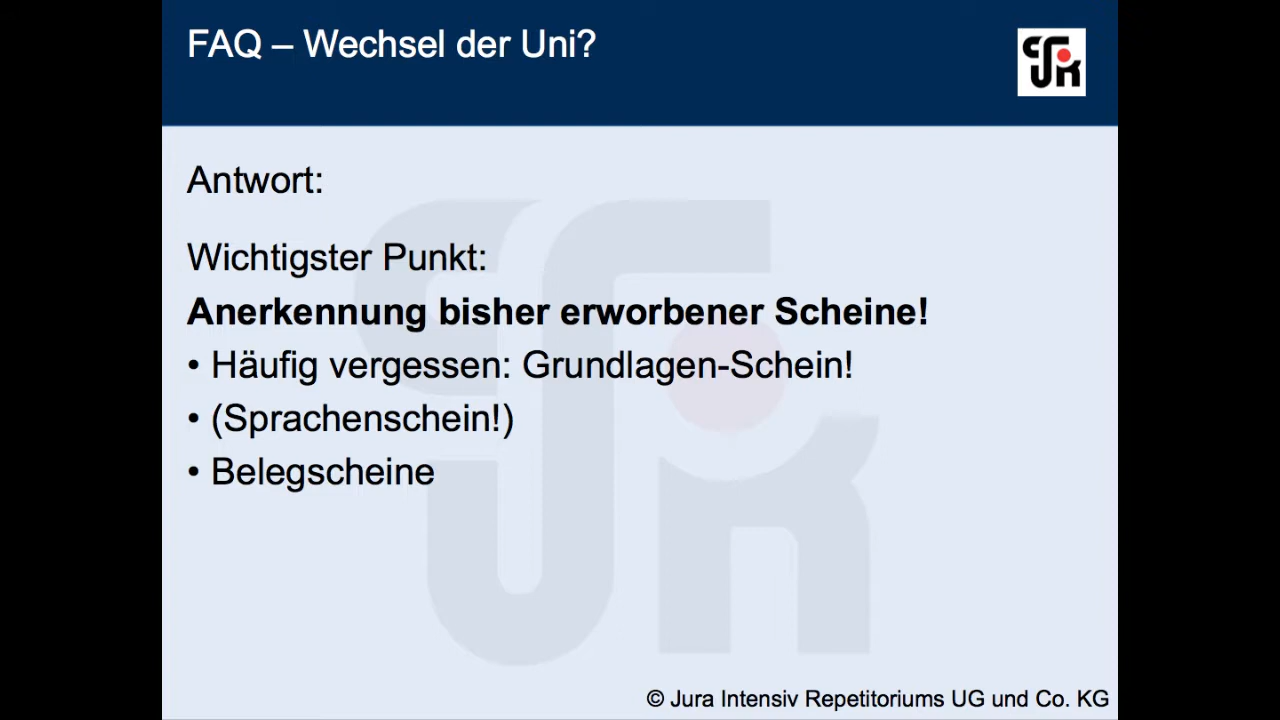 FAQ – Wechsel der Uni?
Antwort:
Wichtigster Punkt:
Anerkennung bisher erworbener Scheine!
• Häufig vergessen: Grundlagen-Schein!
• (Sprachenschein!)
• Belegscheine
© Jura Intensiv Repetitoriums UG und Co. KG